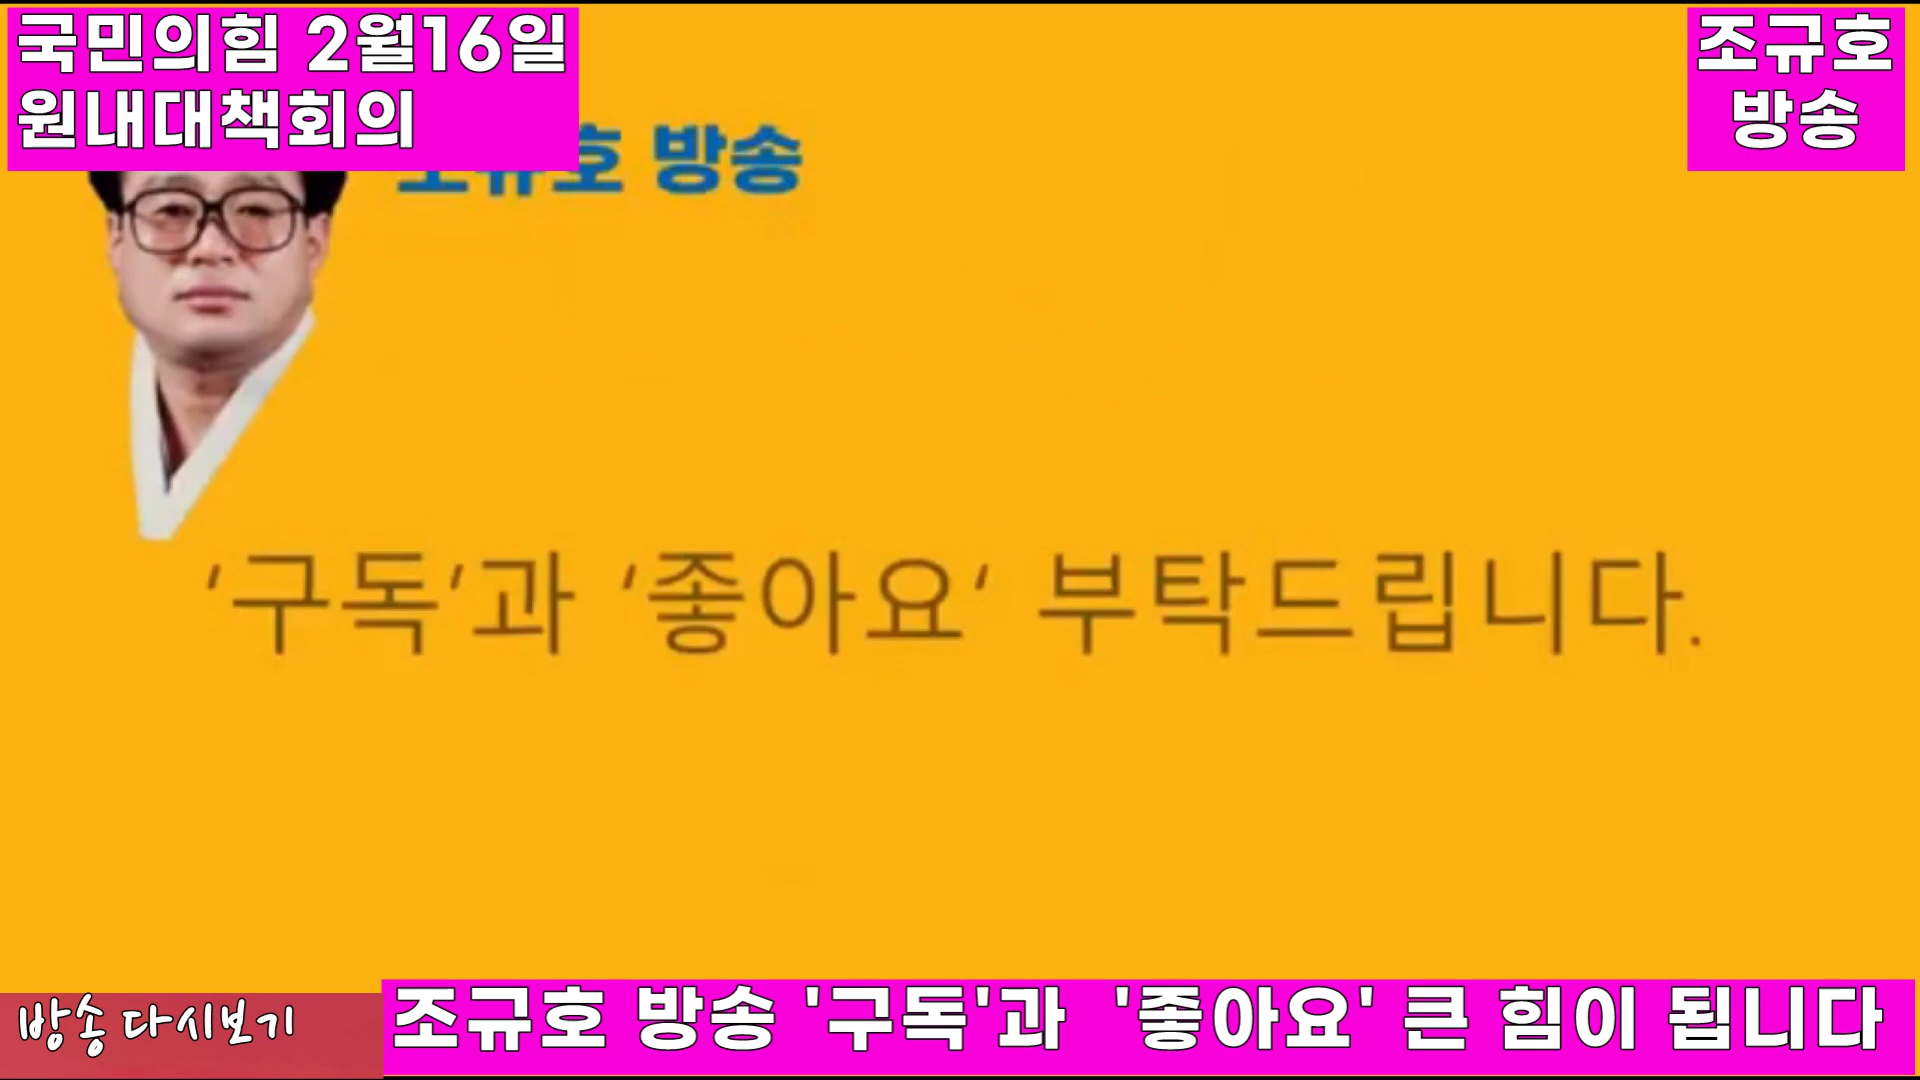 국민의힘 2월16일
원내대책회의
조규호
방송
조규호 방송
'구독'과 '좋아요' 부탁드립니다.
방송 다시보기
조규호 방송 '구독'과 '좋아요' 큰 힘이 됩니다